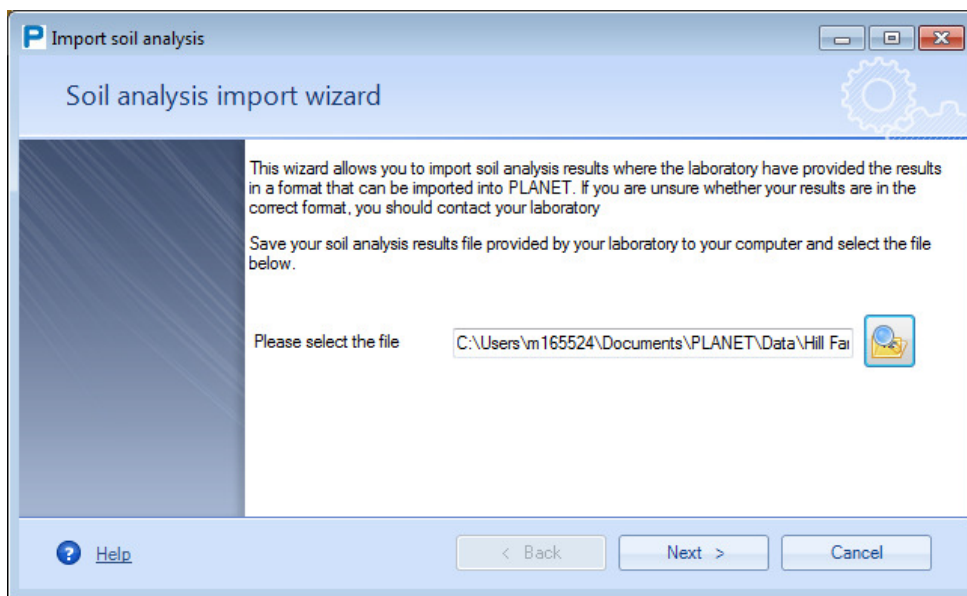 P Import soil analysis
Soil analysis import wizard
This wizard allows you to import soil analysis results where the laboratory have provided the results
in a format that can be imported into PLANET. If you are unsure whether your results are in the
correct format, you should contact your laboratory
Save your soil analysis results file provided by your laboratory to your computer and select the file
below.
Please select the file C:\Users\m165524\Documents\PLANET\Data\Hill Far
? Help < Back Next > Cancel